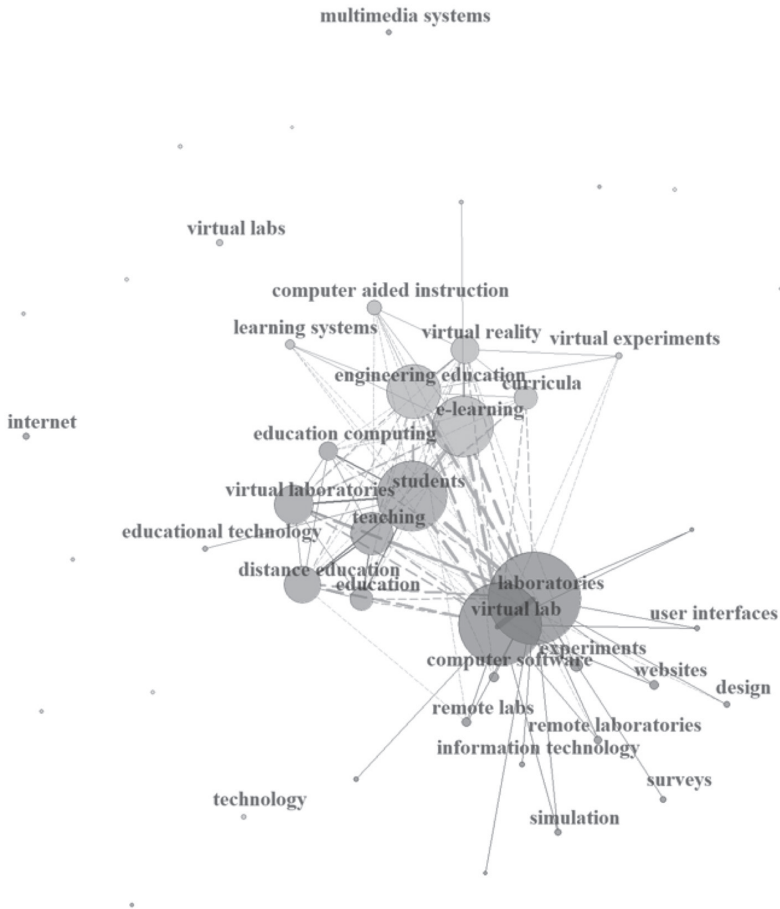 multimedia systems
virtual labs
computer aided instruction
learning systems
virtual reality
virtual experiments
engineering education
curricula
e-learning
internet
education computing
students
virtual laboratories
teaching
educational technology
distance education
education
laboratories
virtual lab
user interfaces
experiments
computer software
websites
design
remote labs
remote laboratories
information technology
surveys
technology
simulation